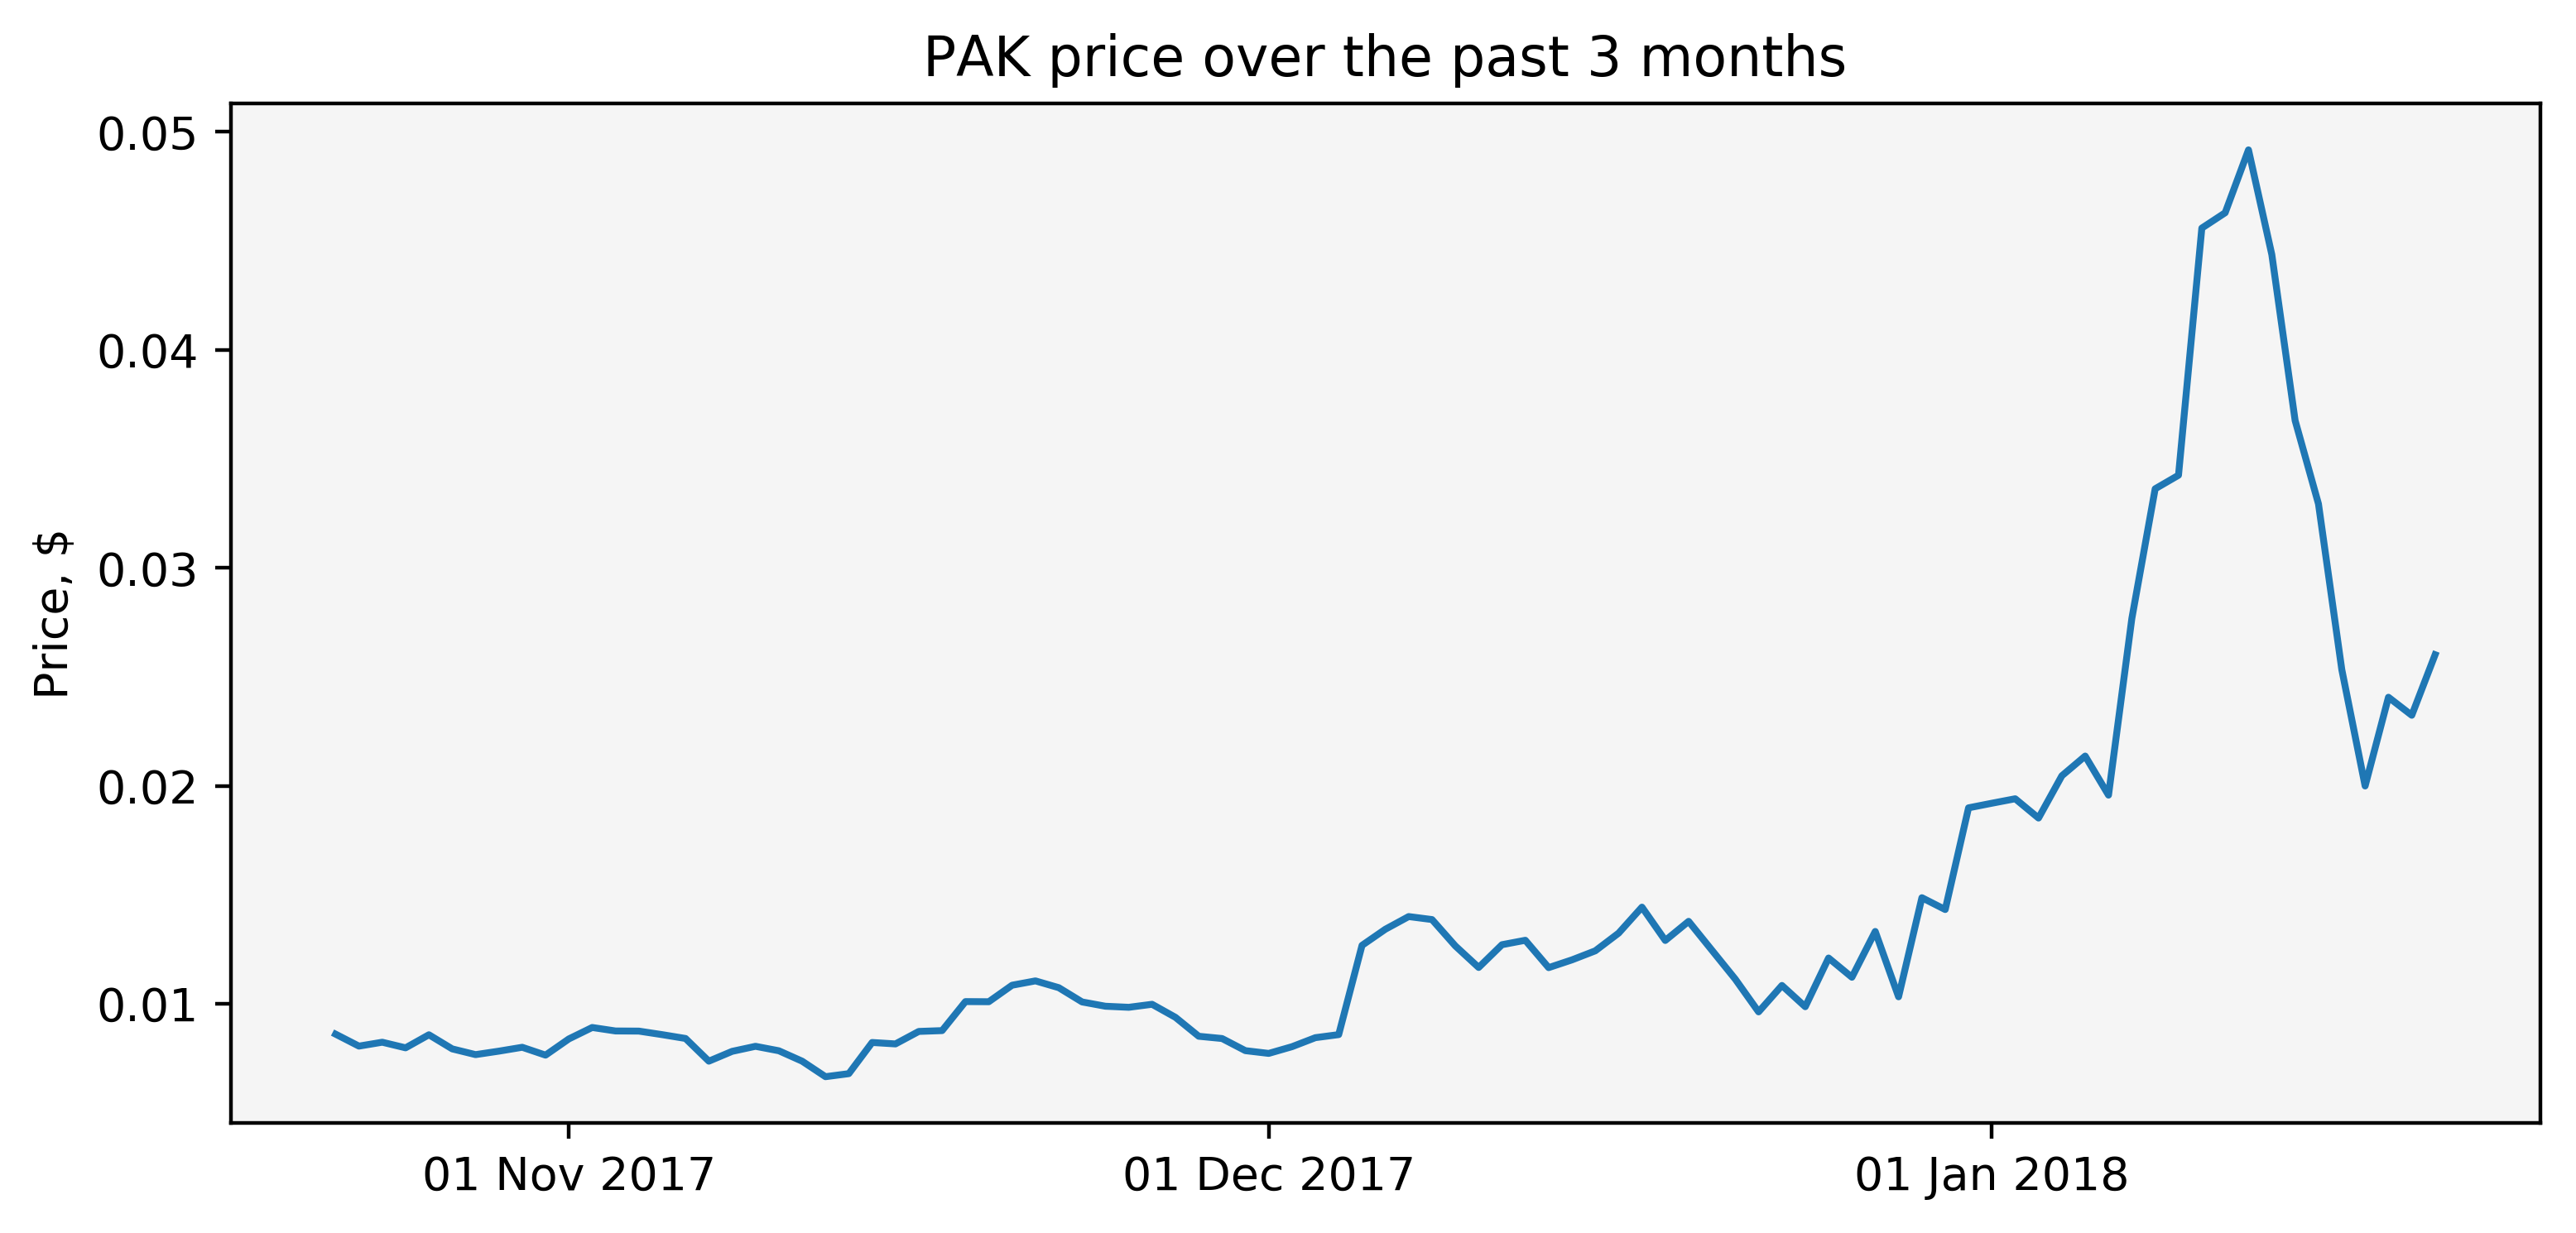 PAK price over the past 3 months
Price, $
0.05
0.04
0.03
0.02
0.01
01 Nov 2017
01 Dec 2017
01 Jan 2018